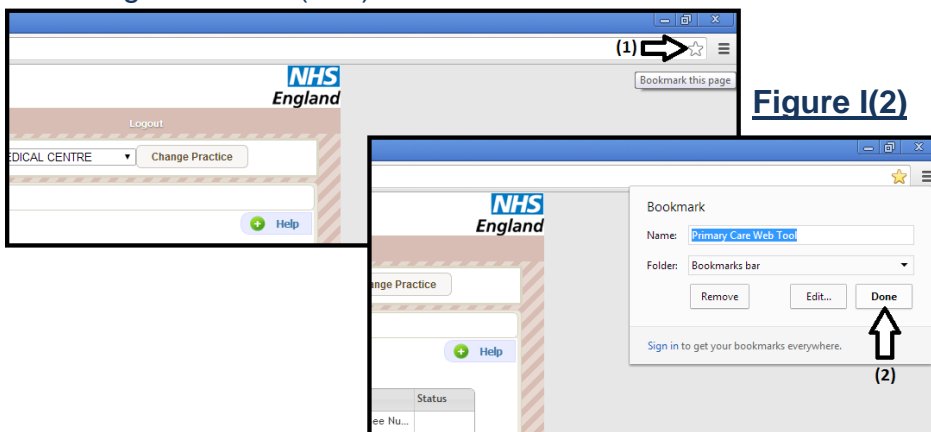 (1)
Bookmark this page
NHS
England
Logout
EDICAL CENTRE
Change Practice
Help
Figure I(2)
NHS
England
ange Practice
Help
Status
ee Nu...
Bookmark
Name: Primary Care Web Tool
Folder: Bookmarks bar
Remove Edit... Done
Sign in to get your bookmarks everywhere.
(2)